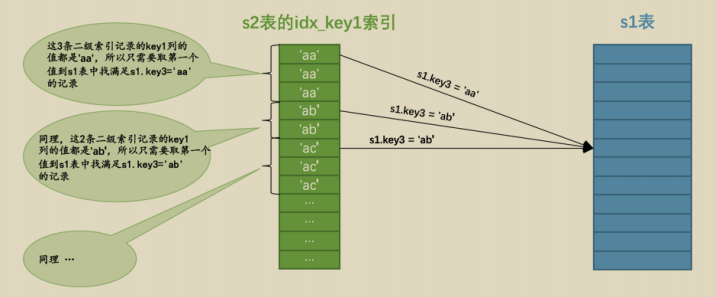 s2表的idx_key1索引
s1表
这3条二级索引记录的key1列的
值都是'aa'，所以只需要取第一个
值到s1表中找满足s1.key3='aa'
的记录
同理，这2条二级索引记录的key1
列的值都是'ab'，所以只需要取第一个
值到s1表中找满足s1.key3='ab'
的记录
同理 …
'aa'
'aa'
'aa'
'ab'
'ab'
'ac'
'ac'
'ac'
…
…
…
…
s1.key3 = 'aa'
s1.key3 = 'ab'
s1.key3 = 'ab'